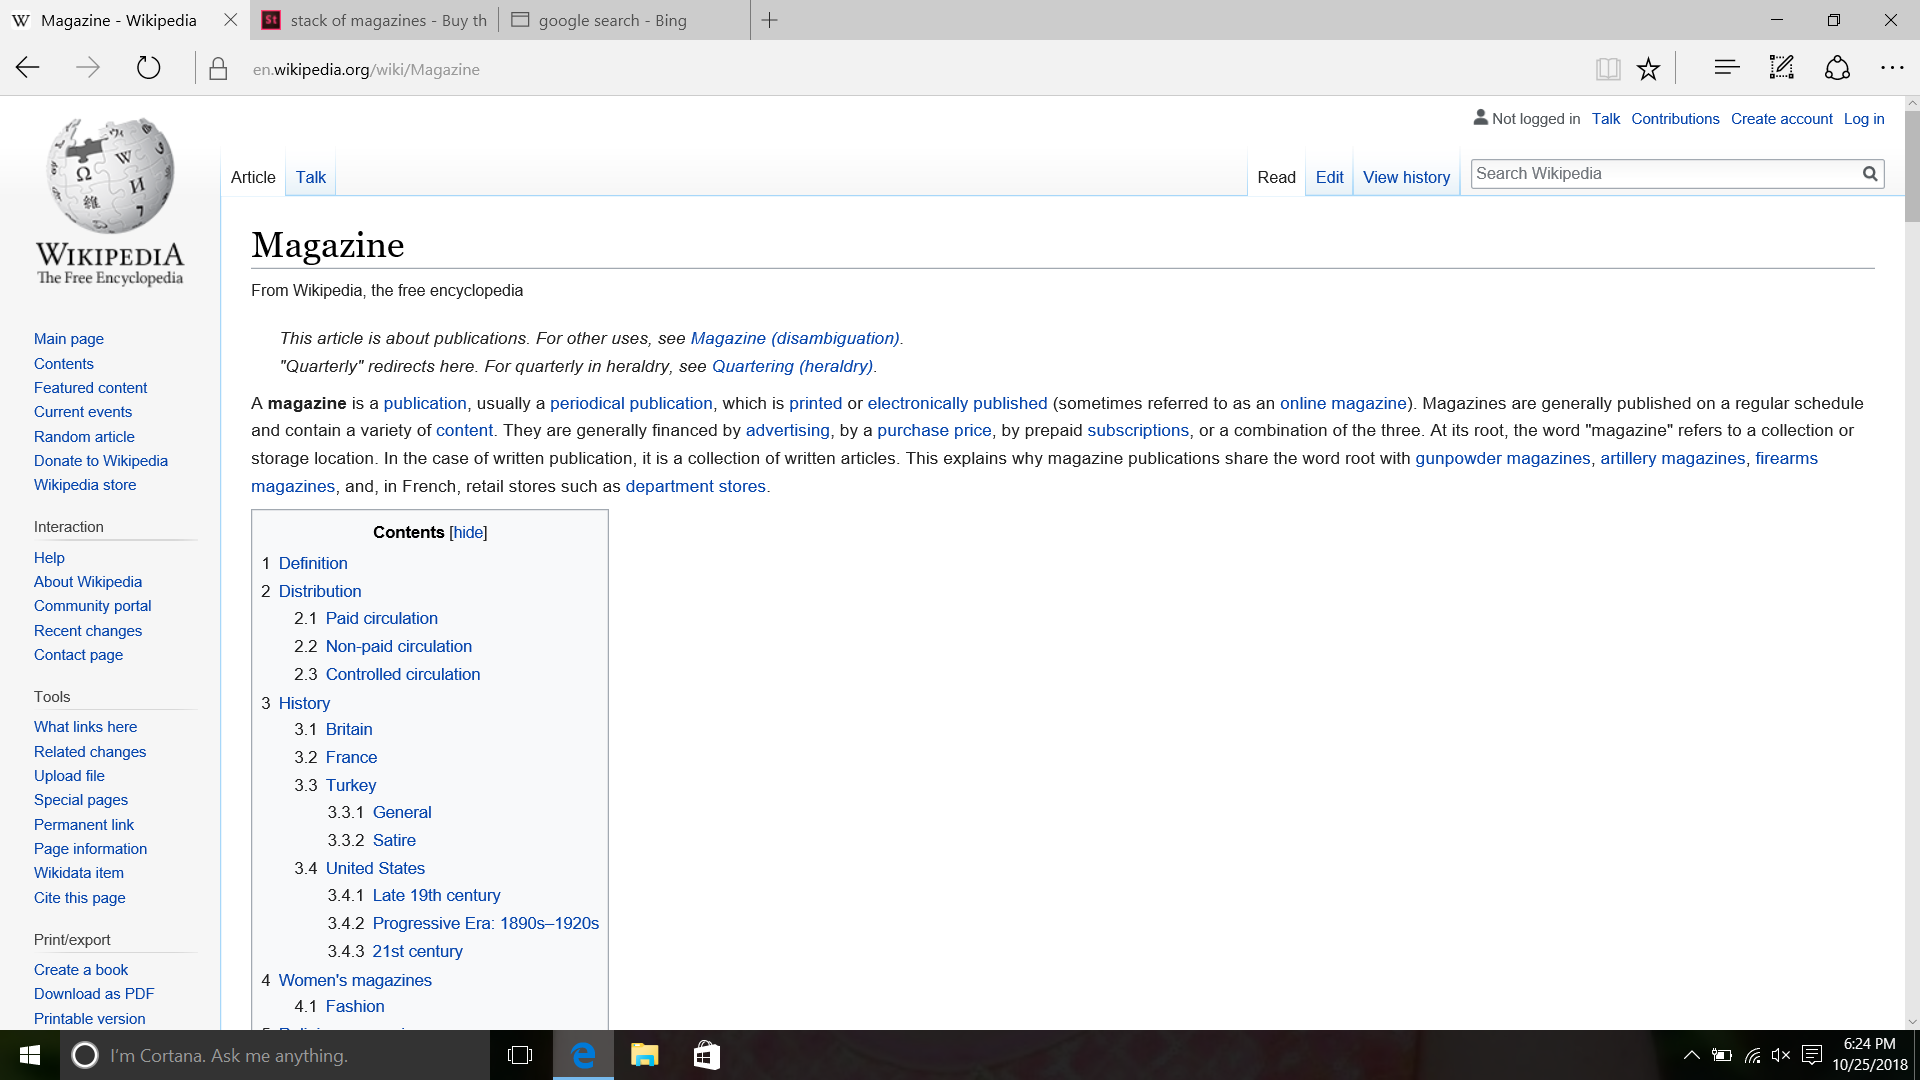 Magazine - Wikipedia
stack of magazines - Buy th
google search - Bing
en.wikipedia.org/wiki/Magazine
Not logged in Talk Contributions Create account Log in
Article Talk Read Edit View history Search Wikipedia
WIKIPEDIA
The Free Encyclopedia
Main page
Contents
Featured content
Current events
Random article
Donate to Wikipedia
Wikipedia store
Interaction
Help
About Wikipedia
Community portal
Recent changes
Contact page
Tools
What links here
Related changes
Upload file
Special pages
Permanent link
Page information
Wikidata item
Cite this page
Print/export
Create a book
Download as PDF
Printable version
Magazine
From Wikipedia, the free encyclopedia
This article is about publications. For other uses, see Magazine (disambiguation).
"Quarterly" redirects here. For quarterly in heraldry, see Quartering (heraldry).
A magazine is a publication, usually a periodical publication, which is printed or electronically published (sometimes referred to as an online magazine). Magazines are generally published on a regular schedule
and contain a variety of content. They are generally financed by advertising, by a purchase price, by prepaid subscriptions, or a combination of the three. At its root, the word "magazine" refers to a collection or
storage location. In the case of written publication, it is a collection of written articles. This explains why magazine publications share the word root with gunpowder magazines, artillery magazines, firearms
magazines, and, in French, retail stores such as department stores.
Contents [hide]
1 Definition
2 Distribution
2.1 Paid circulation
2.2 Non-paid circulation
2.3 Controlled circulation
3 History
3.1 Britain
3.2 France
3.3 Turkey
3.3.1 General
3.3.2 Satire
3.4 United States
3.4.1 Late 19th century
3.4.2 Progressive Era: 1890s–1920s
3.4.3 21st century
4 Women's magazines
4.1 Fashion
I'm Cortana. Ask me anything.
6:24 PM
10/25/2018